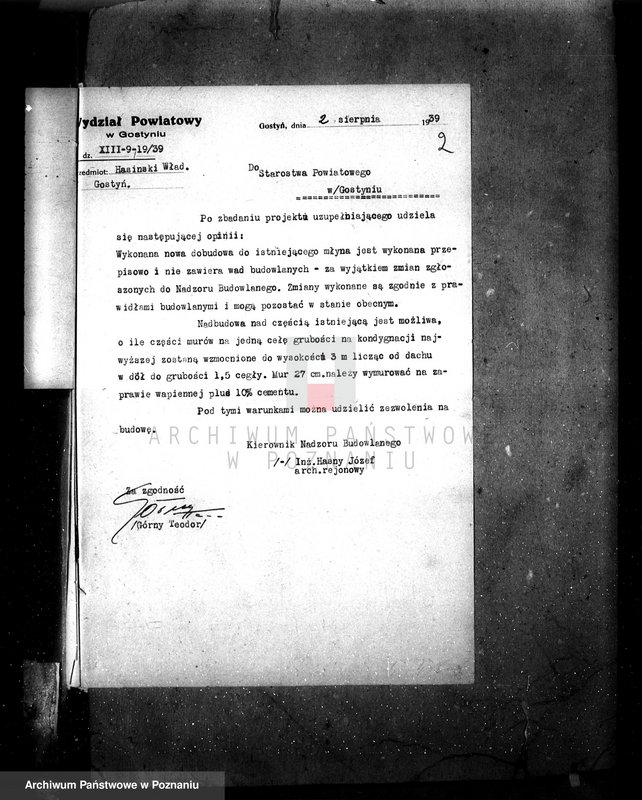 Wydział Powiatowy
w Gostyniu
dz. XIII-9-19/39
Przedmiot: Hasinski Wład.
Gostyń.
Gostyń, dnia 2 sierpnia 1939
2
Do Starostwa Powiatowego
w/Gostyniu
Po zbadaniu projektu uzupełniającego udziela
się następującej opinii:
Wykonana nowa dobudowa do istniejącego młyna jest wykonana prze-
pisowo i nie zawiera wad budowlanych - za wyjątkiem zmian zgło-
szonych do Nadzoru Budowlanego. Zmiany wykonane są zgodnie z pra-
widłami budowlanymi i mogą pozostać w stanie obecnym.
Nadbudowa nad częścią istniejącą jest możliwa,
o ile części murów na jedną cełę grubości na kondygnacji naj-
wyższej zostaną wzmocnione do wysokości 3 m licząc od dachu
w dół do grubości 1,5 cegły. Mur 27 cm.należy wymurować na za-
prawie wapiennej plus 10% cementu.
Pod tymi warunkami można udzielić zezwolenia na
budowę.
Kierownik Nadzoru Budowlanego
/-/ Inż.Hasny Józef
arch.rejonowy
Za zgodność
Górny
/Górny Teodor/
ARCHIWUM PAŃSTWOWE
W POZNANIU
Archiwum Państwowe w Poznaniu